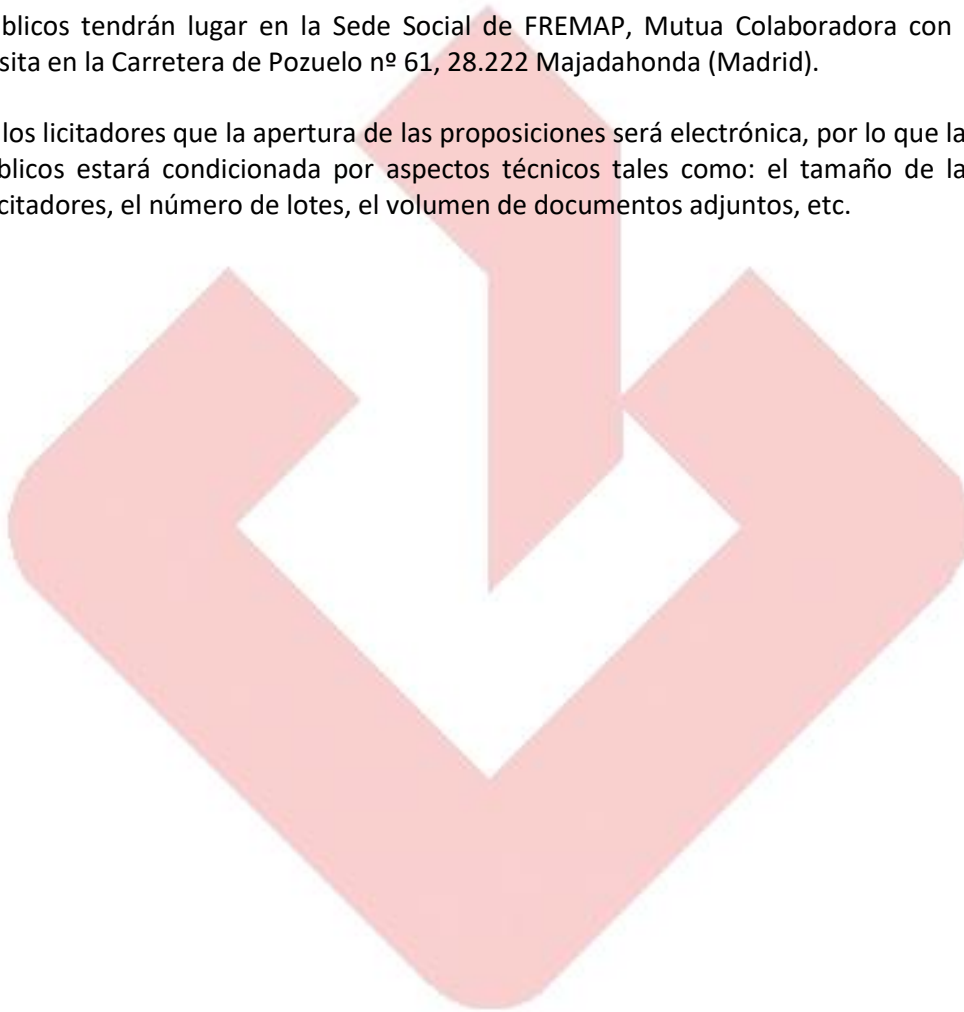 blicos tendrán lugar en la Sede Social de FREMAP, Mutua Colaboradora con
sita en la Carretera de Pozuelo nº 61, 28.222 Majadahonda (Madrid).
los licitadores que la apertura de las proposiciones será electrónica, por lo que la
blicos estará condicionada por aspectos técnicos tales como: el tamaño de la
citadores, el número de lotes, el volumen de documentos adjuntos, etc.